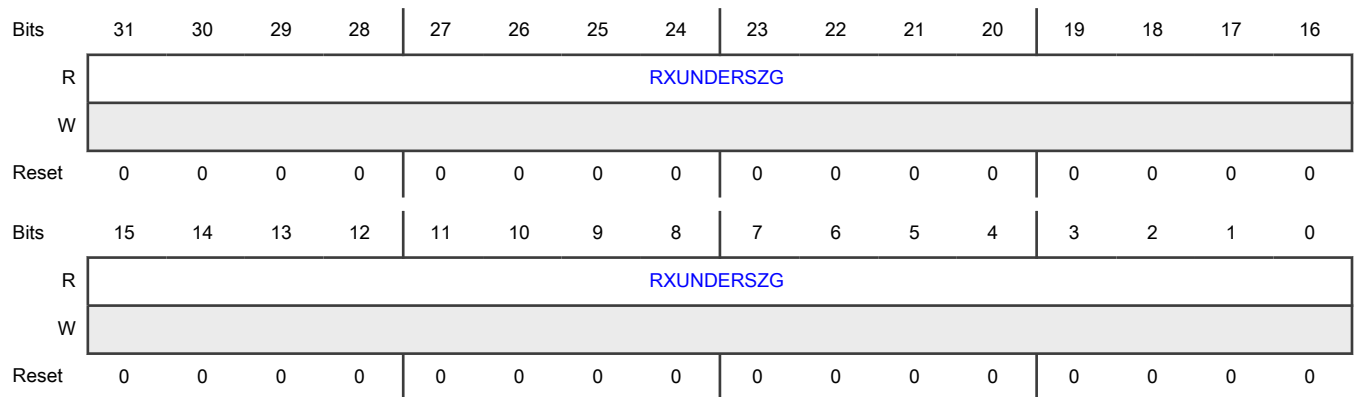 Bits 31 30 29 28 27 26 25 24 23 22 21 20 19 18 17 16
R RXUNDERSZG
W
Reset 0 0 0 0 0 0 0 0 0 0 0 0 0 0 0 0
Bits 15 14 13 12 11 10 9 8 7 6 5 4 3 2 1 0
R RXUNDERSZG
W
Reset 0 0 0 0 0 0 0 0 0 0 0 0 0 0 0 0